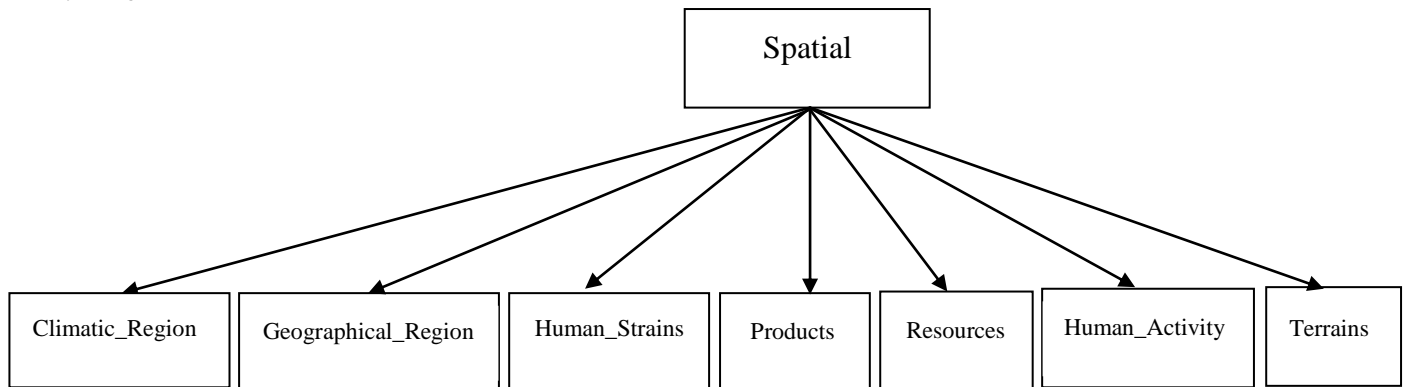 Spatial
Climatic_Region
Geographical_Region
Human_Strains
Products
Resources
Human_Activity
Terrains